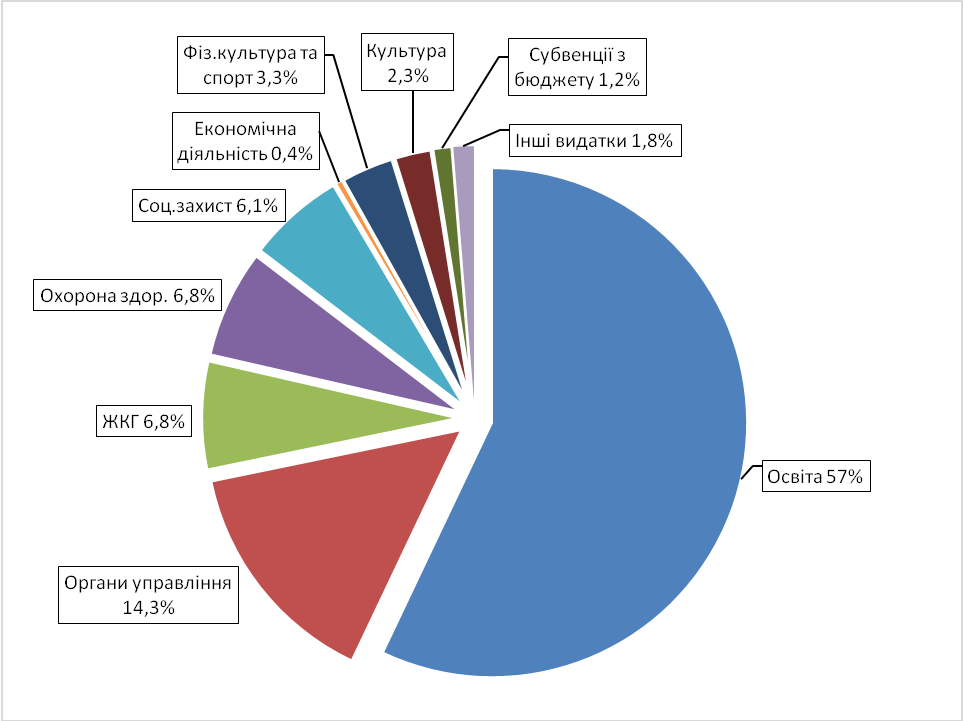 Фіз.культура та
спорт 3,3%
Культура
2,3%
Субвенції з
бюджету 1,2%
Економічна
діяльність 0,4%
Інші видатки 1,8%
Соц.захист 6,1%
Охорона здор. 6,8%
ЖКГ 6,8%
Освіта 57%
Органи управління
14,3%